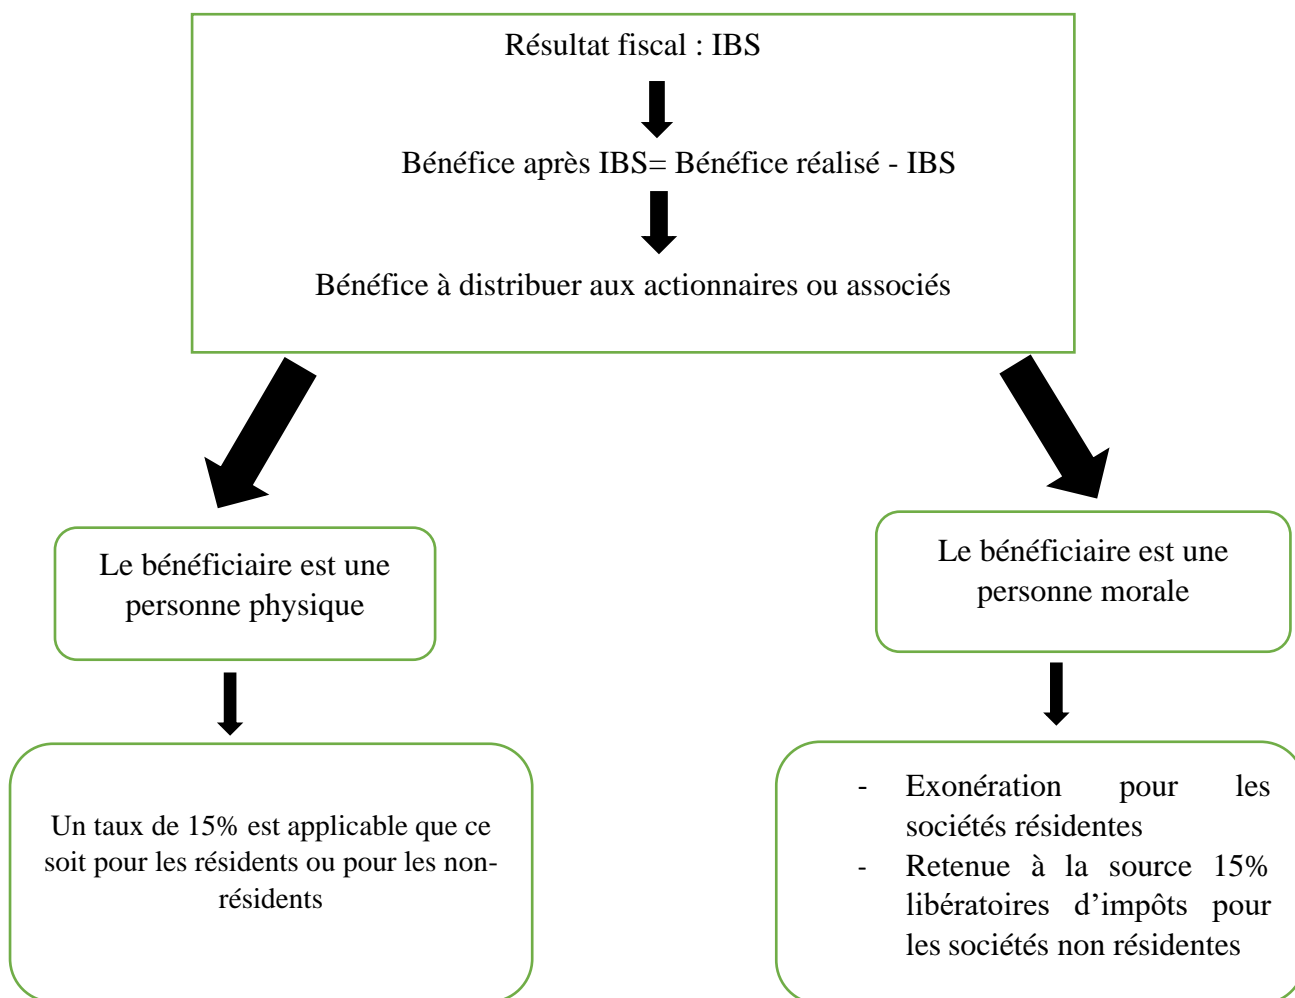 Résultat fiscal : IBS
Bénéfice après IBS= Bénéfice réalisé - IBS
Bénéfice à distribuer aux actionnaires ou associés
Le bénéficiaire est une
personne physique
Le bénéficiaire est une
personne morale
Un taux de 15% est applicable que ce
soit pour les résidents ou pour les non-
résidents
- Exonération pour les
sociétés résidentes
- Retenue à la source 15%
libératoires d’impôts pour
les sociétés non résidentes